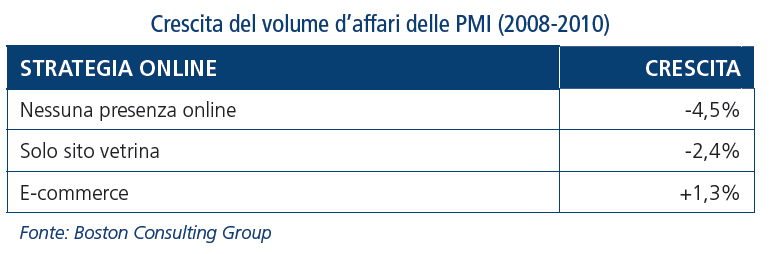 Crescita del volume d’affari delle PMI (2008-2010)
STRATEGIA ONLINE CRESCITA
Nessuna presenza online -4,5%
Solo sito vetrina -2,4%
E-commerce +1,3%
Fonte: Boston Consulting Group